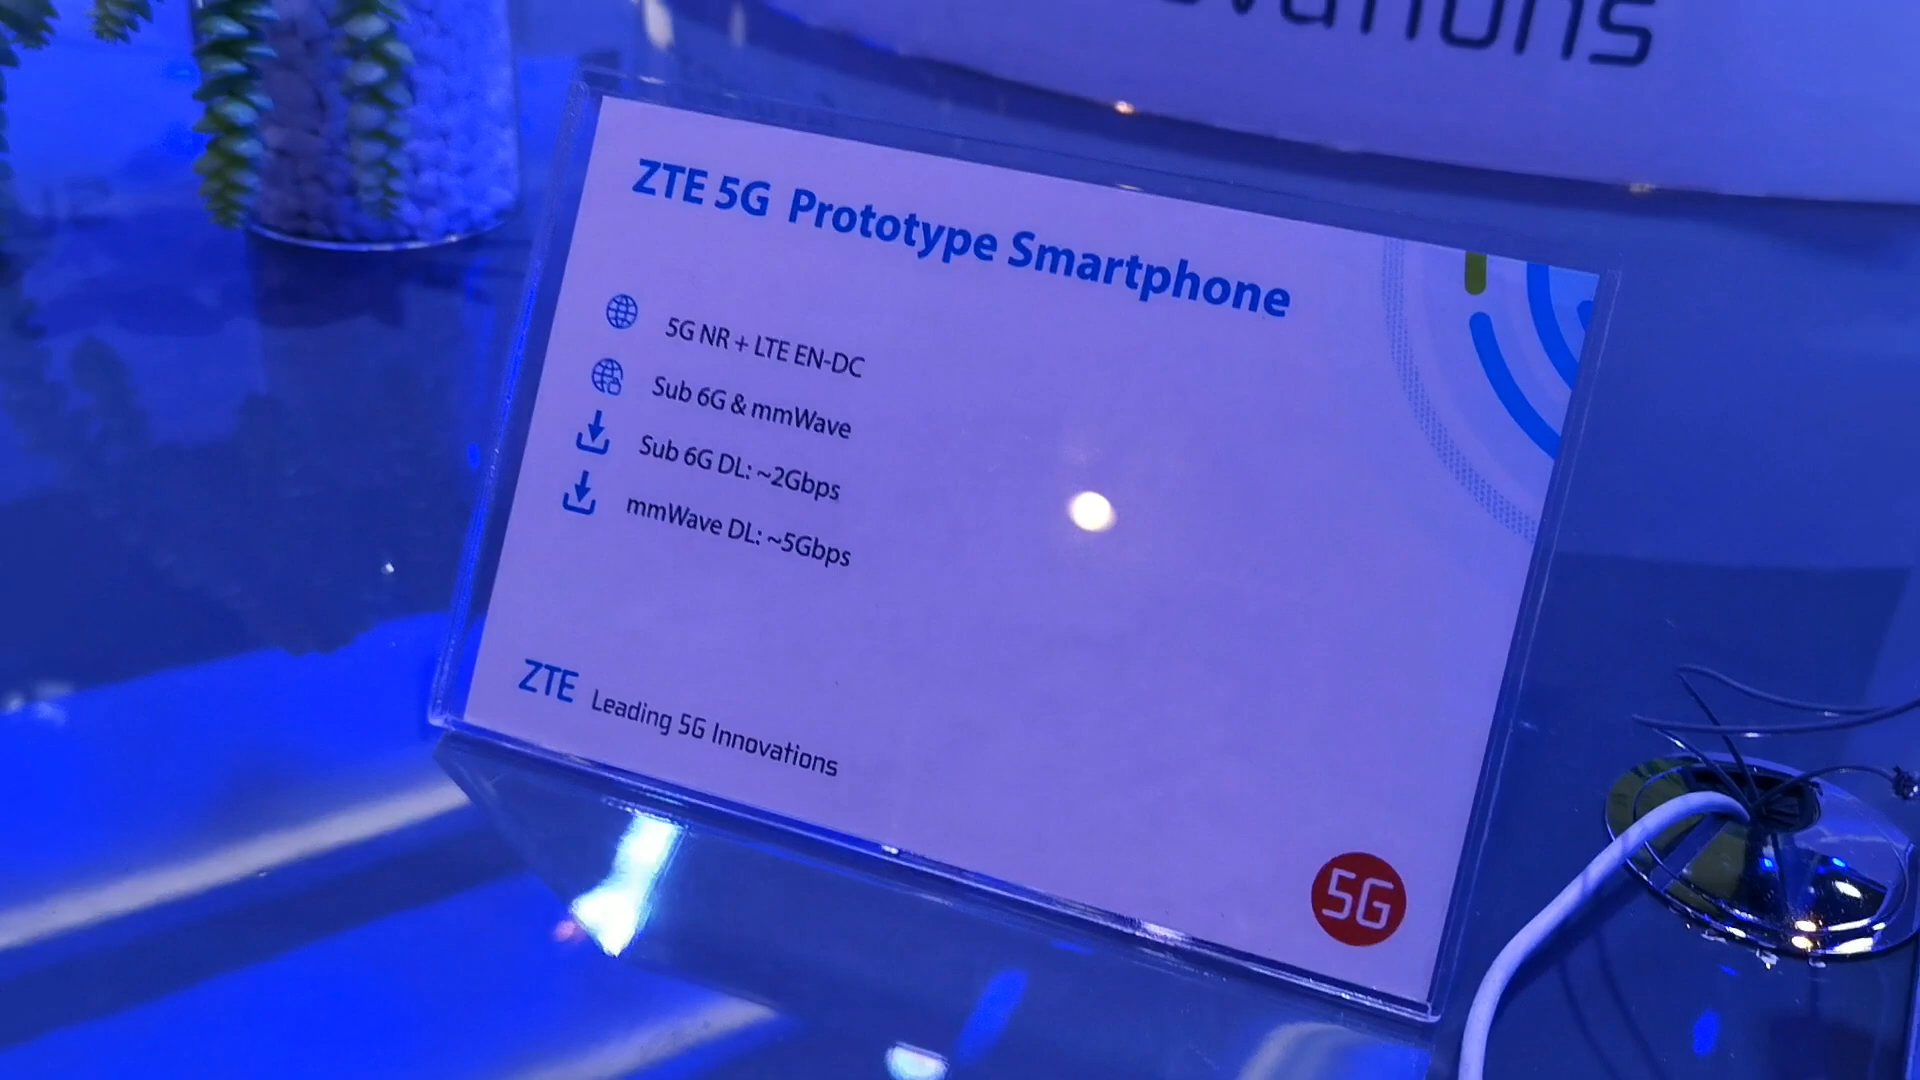 ZTE 5G Prototype Smartphone
5G NR + LTE EN-DC
Sub 6G & mmWave
Sub 6G DL: ~2Gbps
mmWave DL: ~5Gbps
ZTE Leading 5G Innovations
5G